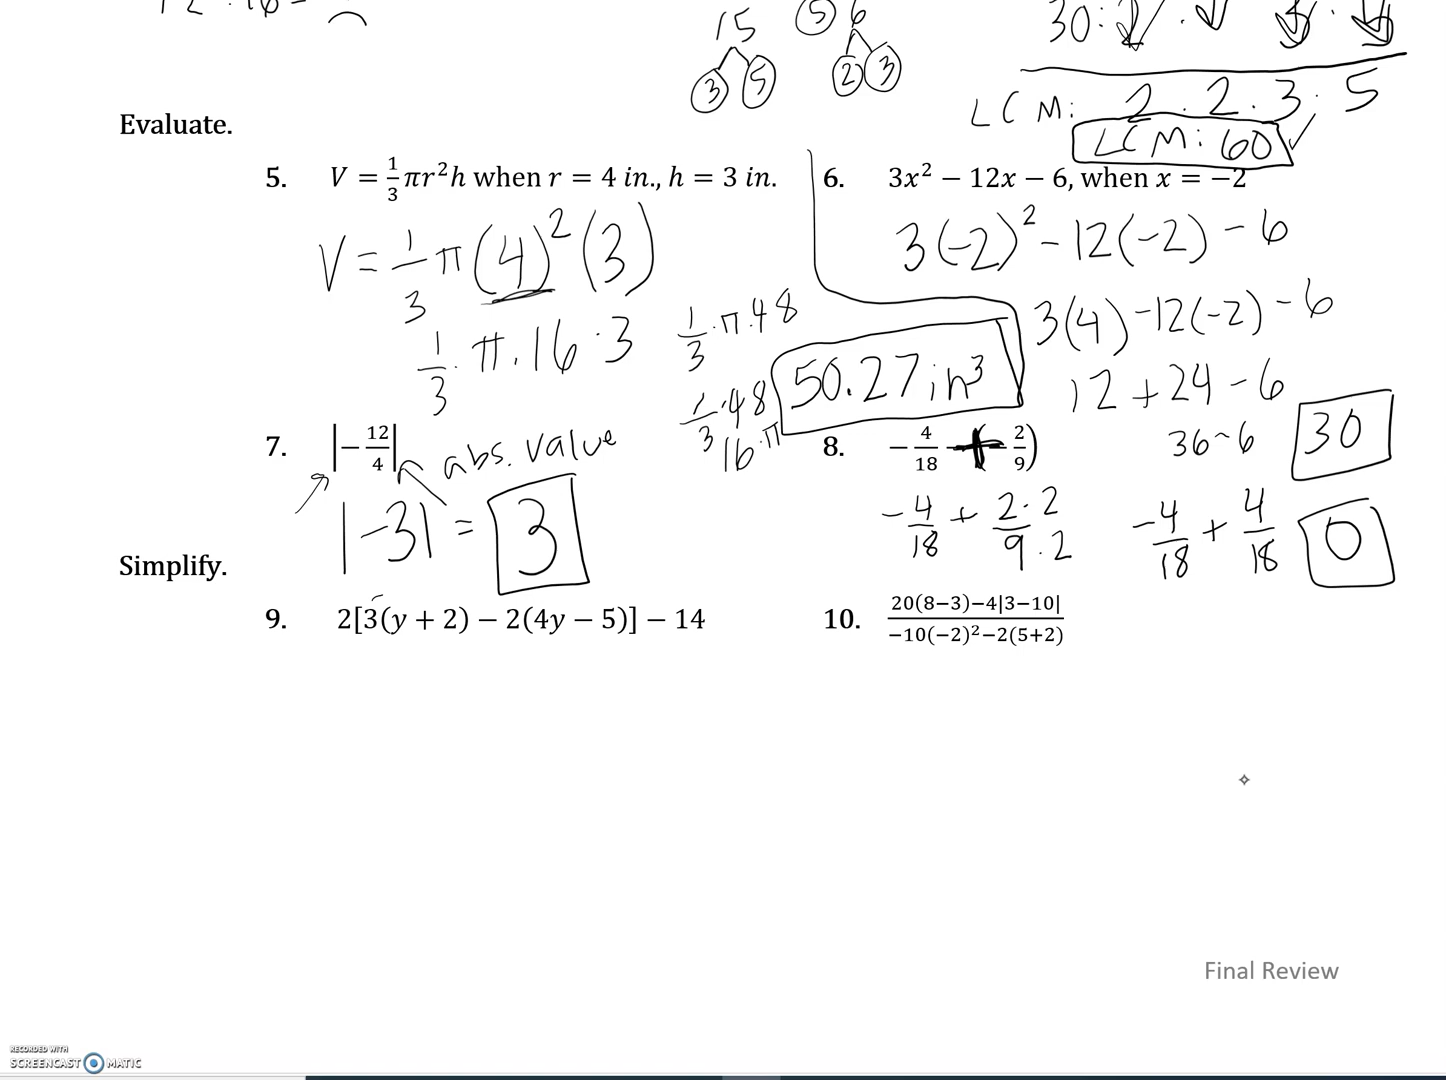 12 · 18 =
15 5 6
30:
3 5 2 3
LCM: 2 · 2 · 3 · 5
LCM: 60 ✓
Evaluate.
5. V = 1/3 πr²h when r = 4 in., h = 3 in.
6. 3x² − 12x − 6, when x = −2
V = 1/3 π (4)² (3)
3(-2)² - 12(-2) - 6
1/3 · π · 16 · 3
1/3 · π · 48
3(4) - 12(-2) - 6
1/3 · 48
50.27 in³
12 + 24 - 6
16 · π
36 - 6
30
7. |− 12/4|
abs. value
8. − 4/18 + 2/9)
|-3| = 3
-4/18 + 2·2/9·2
-4/18 + 4/18
0
Simplify.
9. 2[3(y + 2) − 2(4y − 5)] − 14
10. 20(8−3)−4|3−10| / −10(−2)²−2(5+2)
Final Review
RECORDED WITH
SCREENCAST MATIC